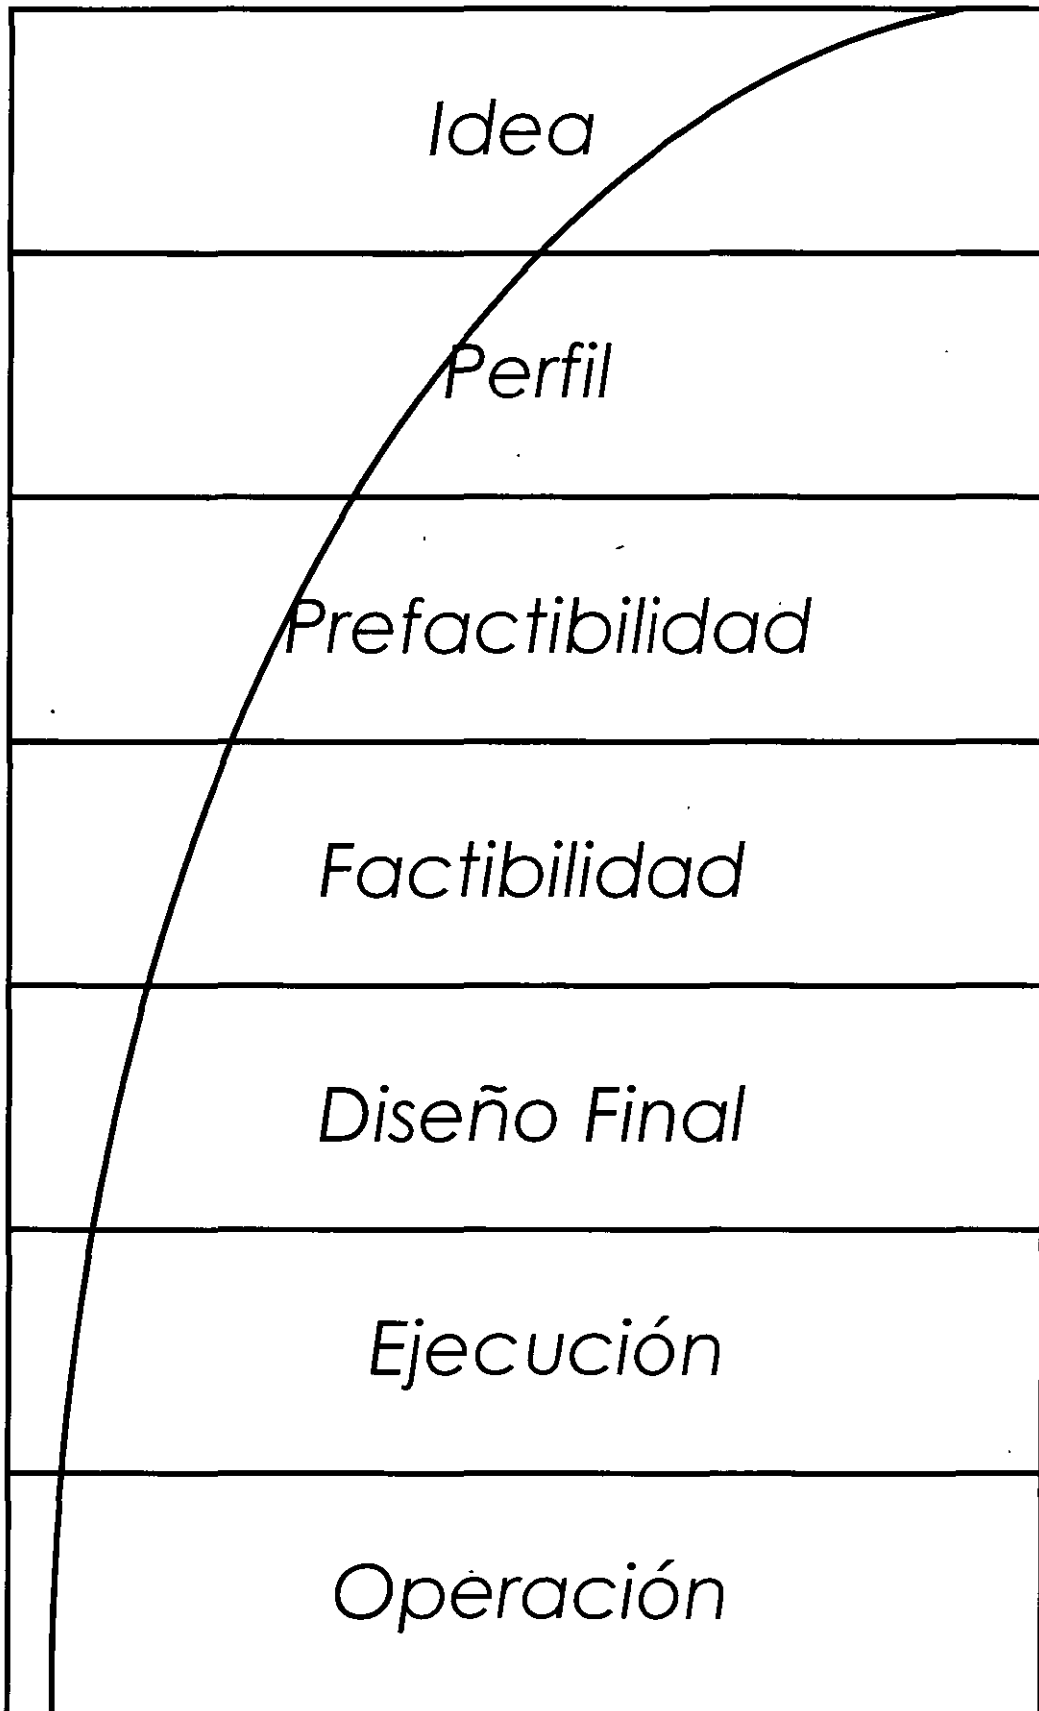 Idea
Perfil
Prefactibilidad
Factibilidad
Diseño Final
Ejecución
Operación